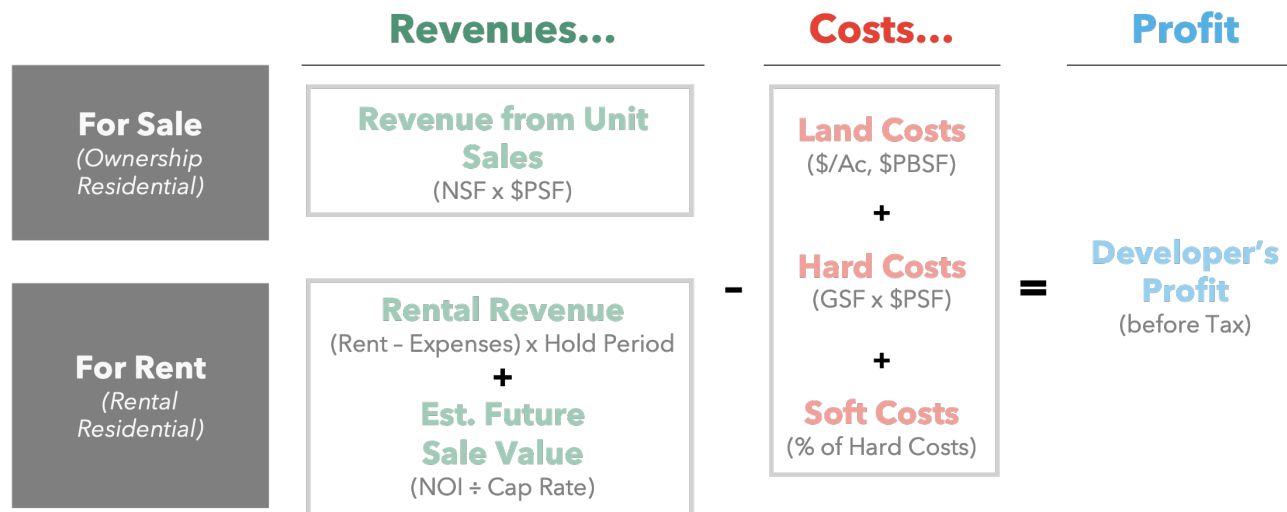 Revenues...
Costs...
Profit
For Sale
(Ownership
Residential)
Revenue from Unit
Sales
(NSF x $PSF)
For Rent
(Rental
Residential)
Rental Revenue
(Rent – Expenses) x Hold Period
+
Est. Future
Sale Value
(NOI ÷ Cap Rate)
-
Land Costs
($/Ac, $PBSF)
+
Hard Costs
(GSF x $PSF)
+
Soft Costs
(% of Hard Costs)
=
Developer's
Profit
(before Tax)